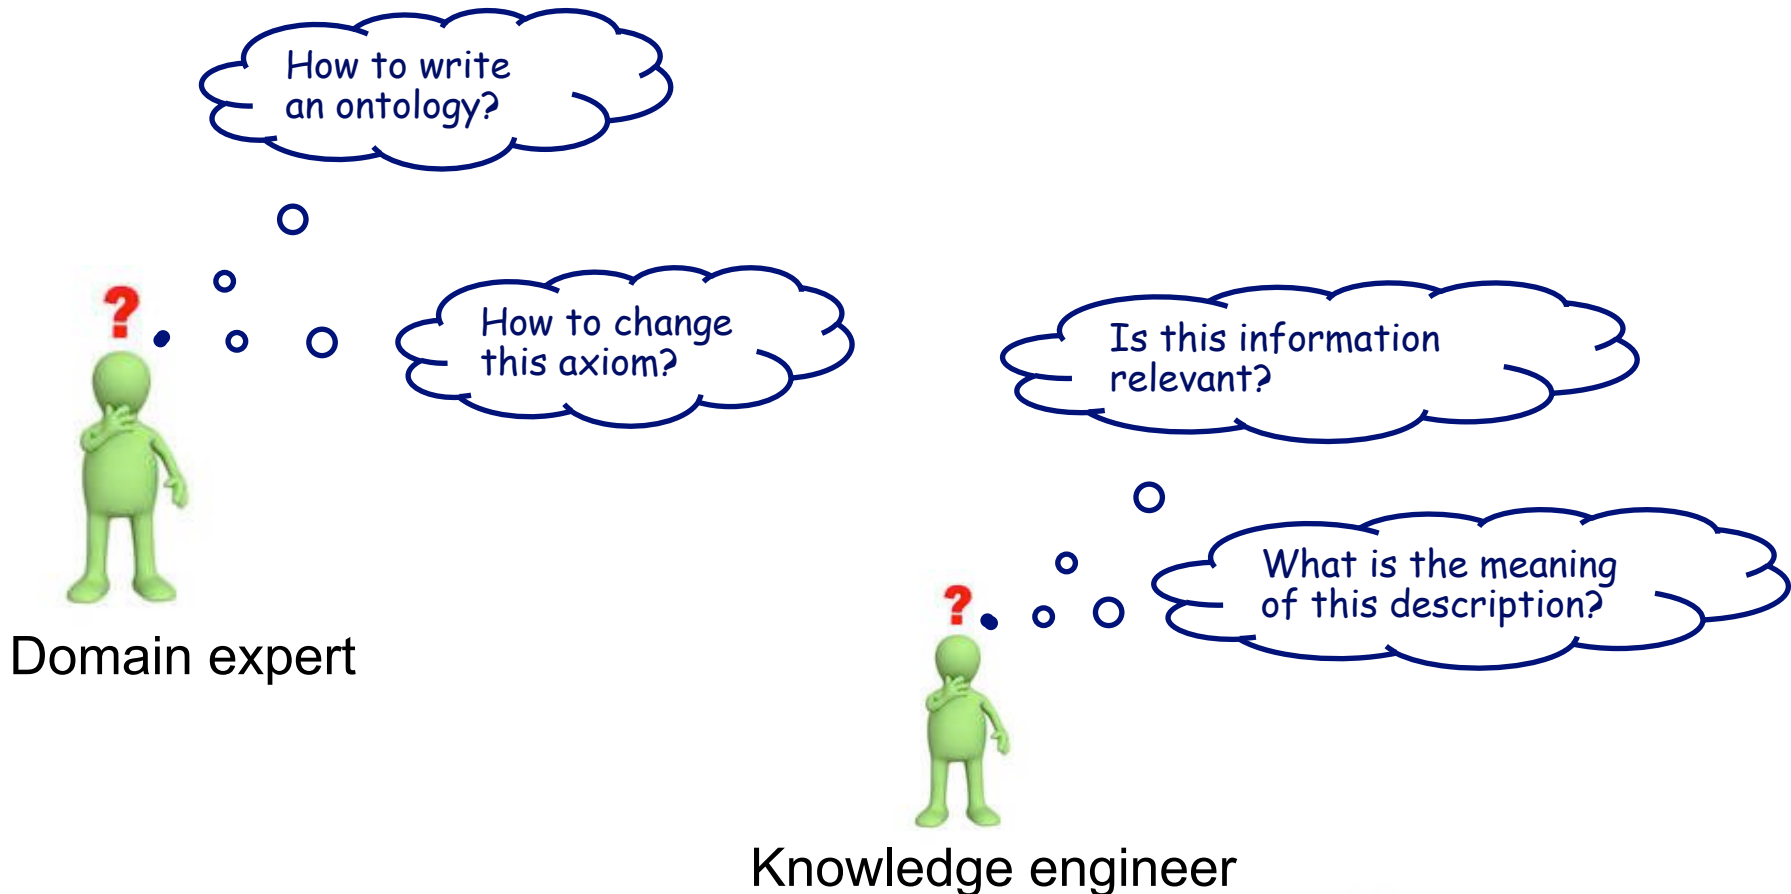 How to write
an ontology?
?
How to change
this axiom?
Domain expert
Is this information
relevant?
What is the meaning
of this description?
?
Knowledge engineer